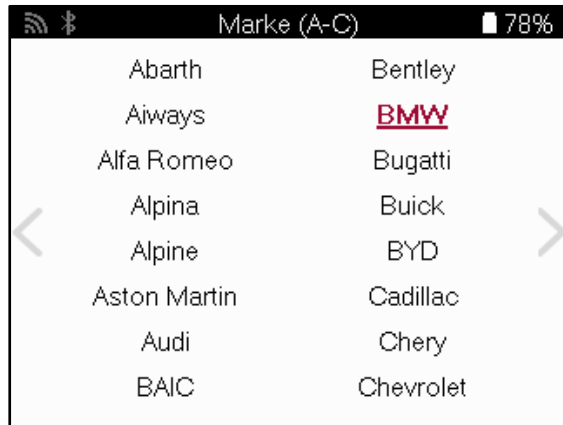 Marke (A-C) 78%
Abarth Bentley
Aiways BMW
Alfa Romeo Bugatti
Alpina Buick
Alpine BYD
Aston Martin Cadillac
Audi Chery
BAIC Chevrolet